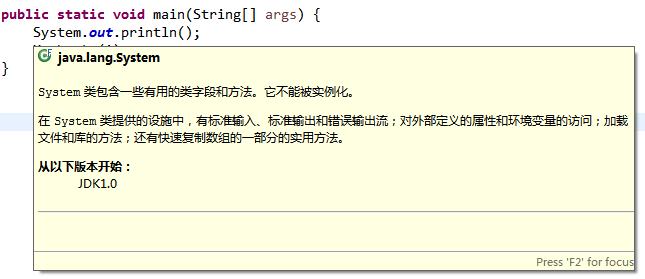 public static void main(String[] args) {
System.out.println();
}
java.lang.System
System 类包含一些有用的类字段和方法。它不能被实例化。
在 System 类提供的设施中，有标准输入、标准输出和错误输出流；对外部定义的属性和环境变量的访问；加载
文件和库的方法；还有快速复制数组的一部分的实用方法。
从以下版本开始：
JDK1.0
Press 'F2' for focus